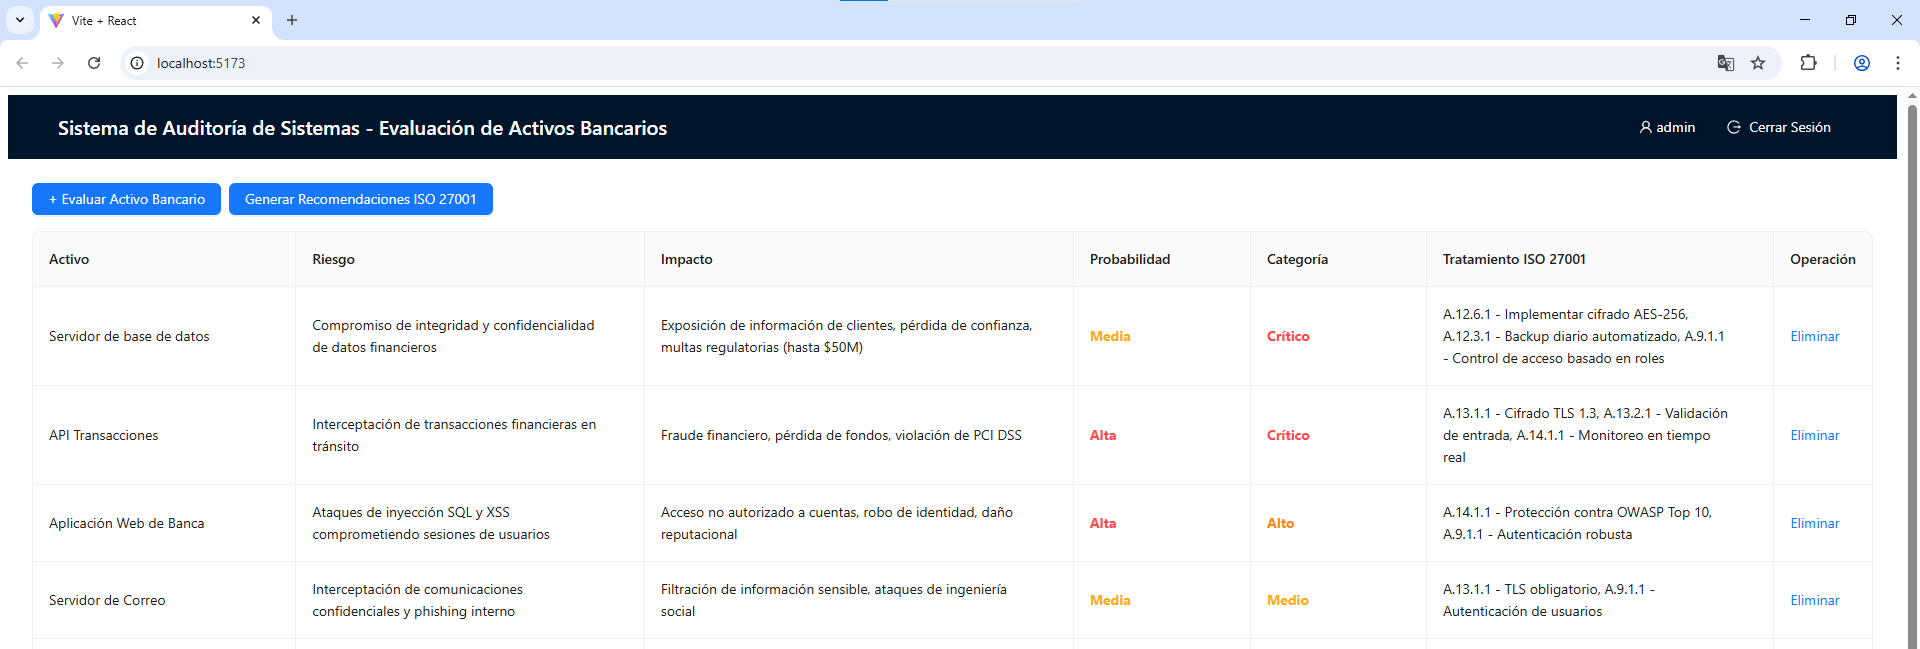 Vite + React
localhost:5173
Sistema de Auditoría de Sistemas - Evaluación de Activos Bancarios
admin
Cerrar Sesión
+ Evaluar Activo Bancario
Generar Recomendaciones ISO 27001
Activo
Riesgo
Impacto
Probabilidad
Categoría
Tratamiento ISO 27001
Operación
Servidor de base de datos
Compromiso de integridad y confidencialidad
de datos financieros
Exposición de información de clientes, pérdida de confianza,
multas regulatorias (hasta $50M)
Media
Crítico
A.12.6.1 - Implementar cifrado AES-256,
A.12.3.1 - Backup diario automatizado, A.9.1.1
- Control de acceso basado en roles
Eliminar
API Transacciones
Interceptación de transacciones financieras en
tránsito
Fraude financiero, pérdida de fondos, violación de PCI DSS
Alta
Crítico
A.13.1.1 - Cifrado TLS 1.3, A.13.2.1 - Validación
de entrada, A.14.1.1 - Monitoreo en tiempo
real
Eliminar
Aplicación Web de Banca
Ataques de inyección SQL y XSS
comprometiendo sesiones de usuarios
Acceso no autorizado a cuentas, robo de identidad, daño
reputacional
Alta
Alto
A.14.1.1 - Protección contra OWASP Top 10,
A.9.1.1 - Autenticación robusta
Eliminar
Servidor de Correo
Interceptación de comunicaciones
confidenciales y phishing interno
Filtración de información sensible, ataques de ingeniería
social
Media
Medio
A.13.1.1 - TLS obligatorio, A.9.1.1 -
Autenticación de usuarios
Eliminar